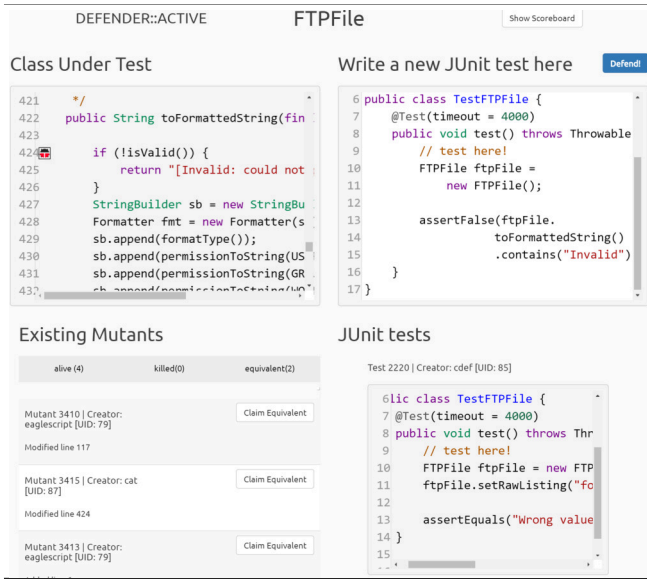 DEFENDER::ACTIVE
FTPFile
Show Scoreboard
Class Under Test
421 */
422 public String toFormattedString(fin
423
424 if (!isValid()) {
425 return "[Invalid: could not
426 }
427 StringBuilder sb = new StringBu
428 Formatter fmt = new Formatter(s
429 sb.append(formatType());
430 sb.append(permissionToString(US
431 sb.append(permissionToString(GR
432 sb.append(permissionToString(WO
Write a new JUnit test here
Defend!
6 public class TestFTPFile {
7 @Test(timeout = 4000)
8 public void test() throws Throwable
9 // test here!
10 FTPFile ftpFile =
11 new FTPFile();
12
13 assertFalse(ftpFile.
14 toFormattedString()
15 .contains("Invalid")
16 }
17 }
Existing Mutants
alive (4) killed(0) equivalent(2)
Mutant 3410 | Creator:
eaglescript [UID: 79]
Claim Equivalent
Modified line 117
Mutant 3415 | Creator: cat
[UID: 87]
Claim Equivalent
Modified line 424
Mutant 3413 | Creator:
eaglescript [UID: 79]
Claim Equivalent
JUnit tests
Test 2220 | Creator: cdef [UID: 85]
6 lic class TestFTPFile {
7 @Test(timeout = 4000)
8 public void test() throws Thr
9 // test here!
10 FTPFile ftpFile = new FTP
11 ftpFile.setRawListing("fo
12
13 assertEquals("Wrong value
14 }
15